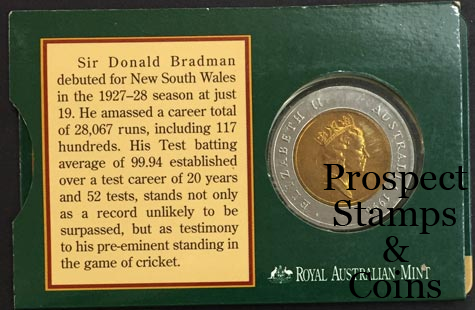 Sir Donald Bradman
debuted for New South Wales
in the 1927–28 season at just
19. He amassed a career total
of 28,067 runs, including 117
hundreds. His Test batting
average of 99.94 established
over a test career of 20 years
and 52 tests, stands not only
as a record unlikely to be
surpassed, but as testimony
to his pre-eminent standing in
the game of cricket.
ELIZABETH II AUSTRALIA
Prospect
Stamps
&
Coins
ROYAL AUSTRALIAN MINT